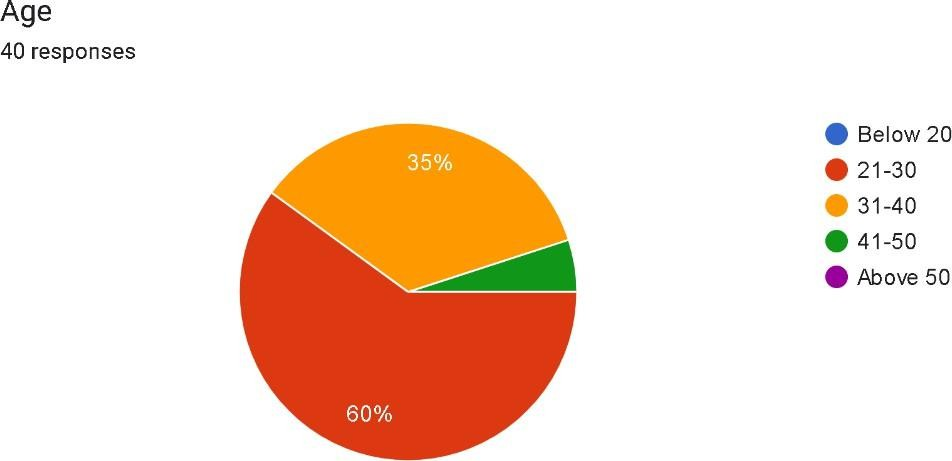 Age
40 responses
35%
60%
Below 20
21-30
31-40
41-50
Above 50